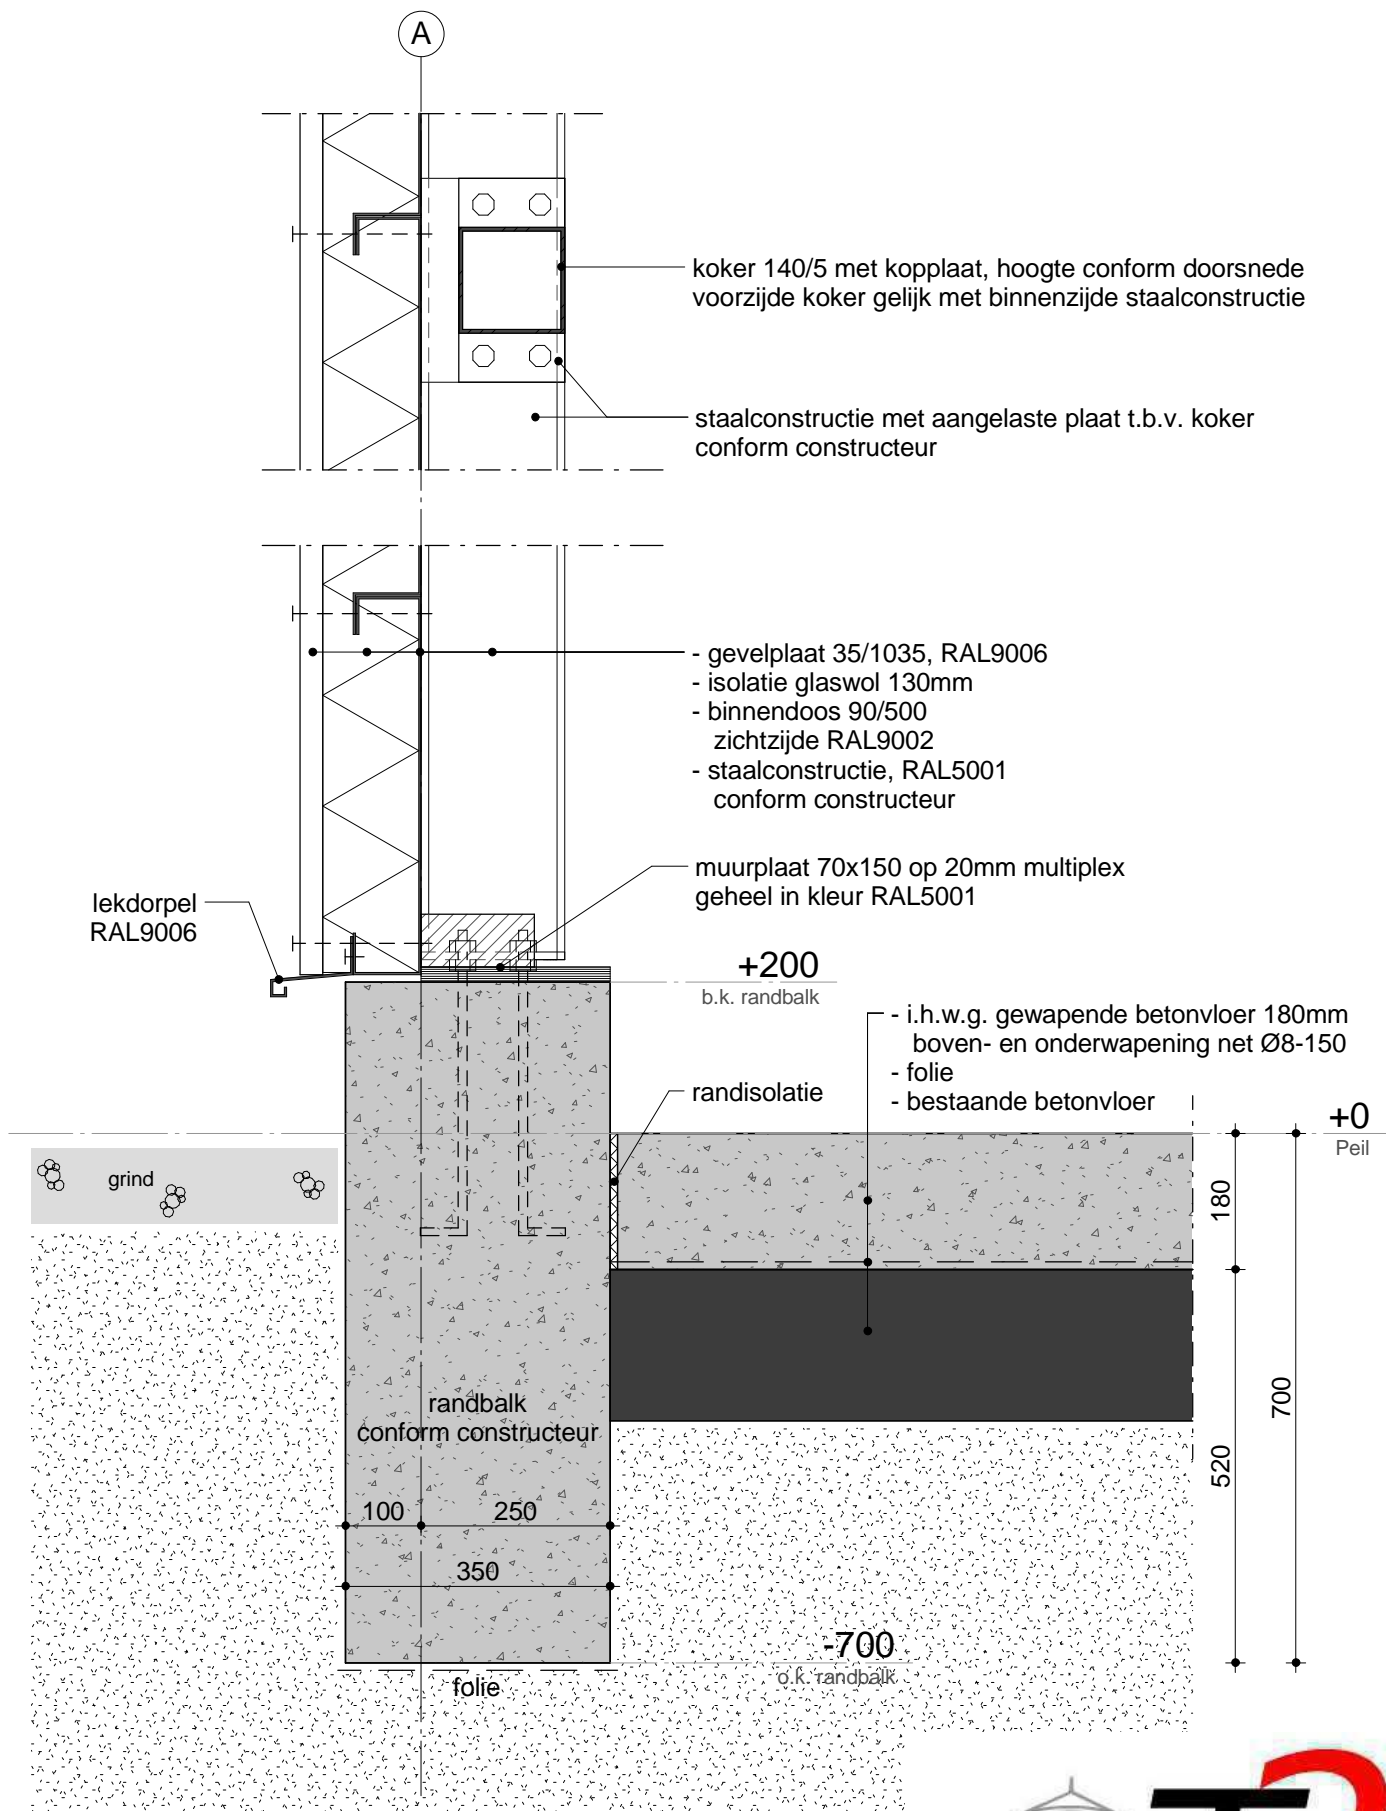 A
koker 140/5 met kopplaat, hoogte conform doorsnede
voorzijde koker gelijk met binnenzijde staalconstructie
staalconstructie met aangelaste plaat t.b.v. koker
conform constructeur
- gevelplaat 35/1035, RAL9006
- isolatie glaswol 130mm
- binnendoos 90/500
zichtzijde RAL9002
- staalconstructie, RAL5001
conform constructeur
muurplaat 70x150 op 20mm multiplex
geheel in kleur RAL5001
lekdorpel
RAL9006
+200
b.k. randbalk
- i.h.w.g. gewapende betonvloer 180mm
boven- en onderwapening net Ø8-150
- folie
- bestaande betonvloer
randisolatie
+0
Peil
grind
180
700
520
randbalk
conform constructeur
100
250
350
-700
o.k. randbalk
folie